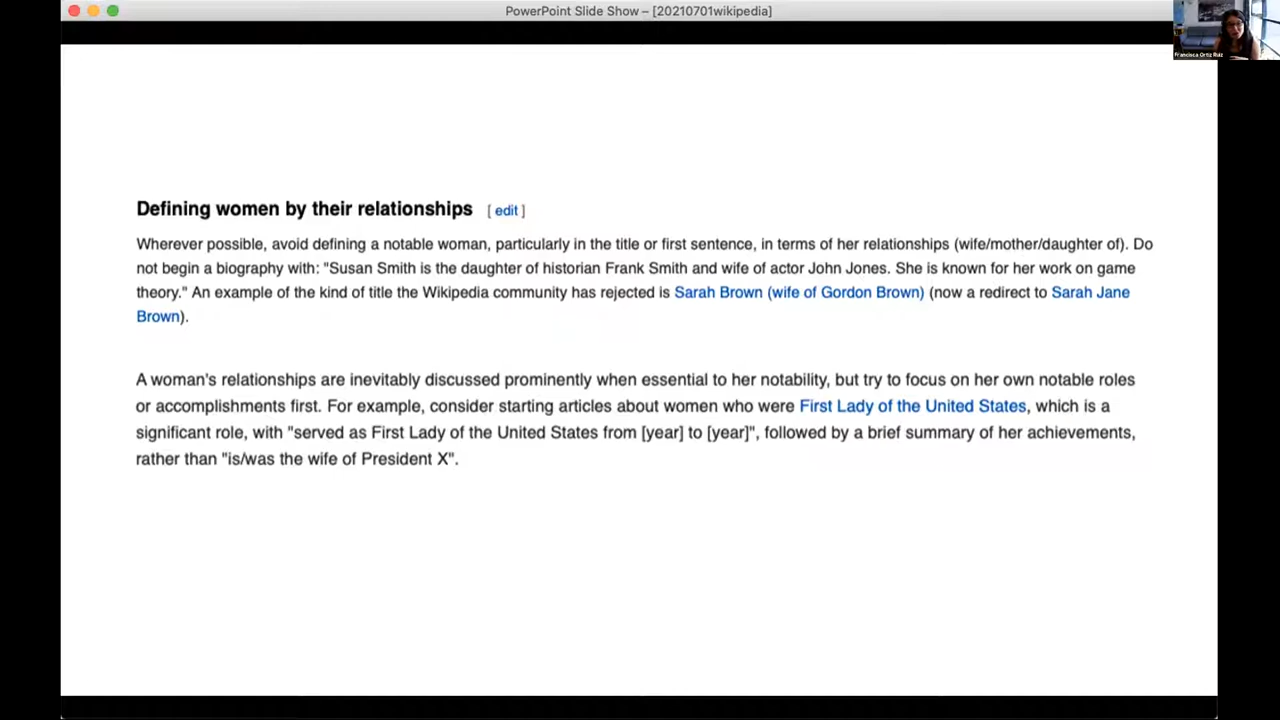 PowerPoint Slide Show – [20210701wikipedia]
Francisca Ortiz Ruiz
Defining women by their relationships [ edit ]
Wherever possible, avoid defining a notable woman, particularly in the title or first sentence, in terms of her relationships (wife/mother/daughter of). Do
not begin a biography with: "Susan Smith is the daughter of historian Frank Smith and wife of actor John Jones. She is known for her work on game
theory." An example of the kind of title the Wikipedia community has rejected is Sarah Brown (wife of Gordon Brown) (now a redirect to Sarah Jane
Brown).
A woman's relationships are inevitably discussed prominently when essential to her notability, but try to focus on her own notable roles
or accomplishments first. For example, consider starting articles about women who were First Lady of the United States, which is a
significant role, with "served as First Lady of the United States from [year] to [year]", followed by a brief summary of her achievements,
rather than "is/was the wife of President X".